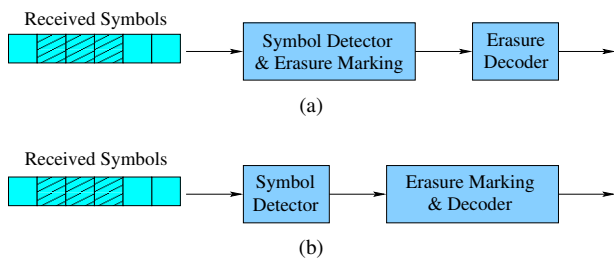 Received Symbols
Symbol Detector
& Erasure Marking
Erasure
Decoder
(a)
Received Symbols
Symbol
Detector
Erasure Marking
& Decoder
(b)